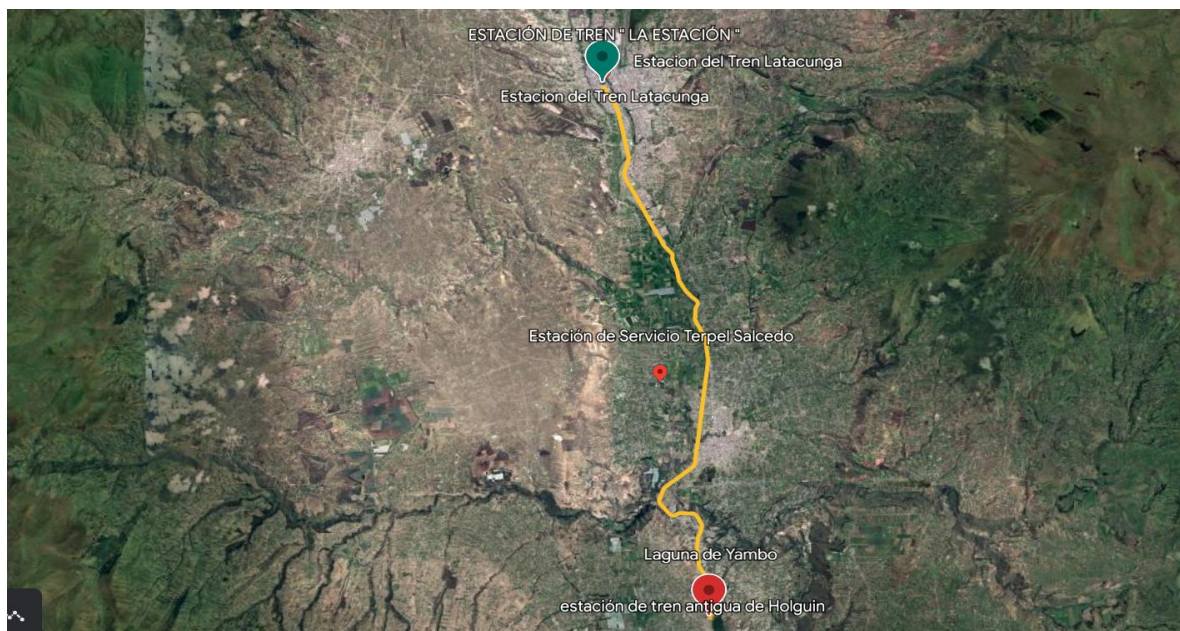 ESTACIÓN DE TREN " LA ESTACIÓN "
Estacion del Tren Latacunga
Estacion del Tren Latacunga
Estación de Servicio Terpel Salcedo
Laguna de Yambo
estación de tren antigua de Holguin